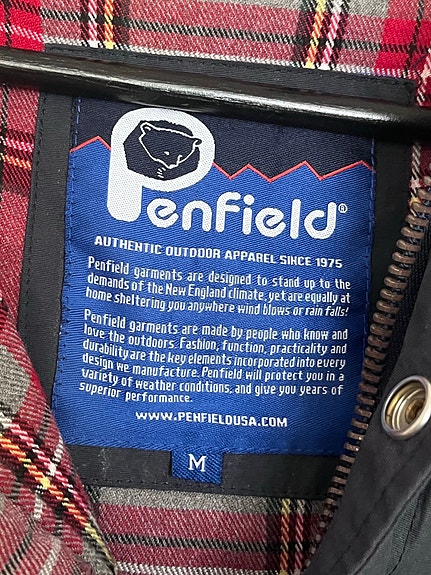 Penfield®
AUTHENTIC OUTDOOR APPAREL SINCE 1975
Penfield garments are designed to stand up to the
demands of the New England climate, yet are equally at
home sheltering you anywhere wind blows or rain falls!
Penfield garments are made by people who know and
love the outdoors. Fashion, function, practicality and
durability are the key elements incorporated into every
design we manufacture. Penfield will protect you in a
variety of weather conditions, and give you years of
superior performance.
WWW.PENFIELDUSA.COM
M